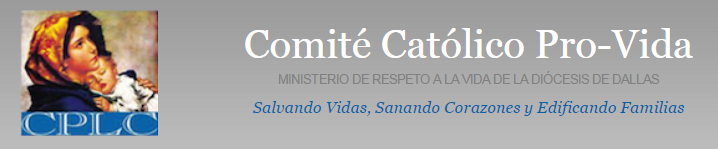 Comité Católico Pro-Vida
MINISTERIO DE RESPETO A LA VIDA DE LA DIÓCESIS DE DALLAS
Salvando Vidas, Sanando Corazones y Edificando Familias
CPLC